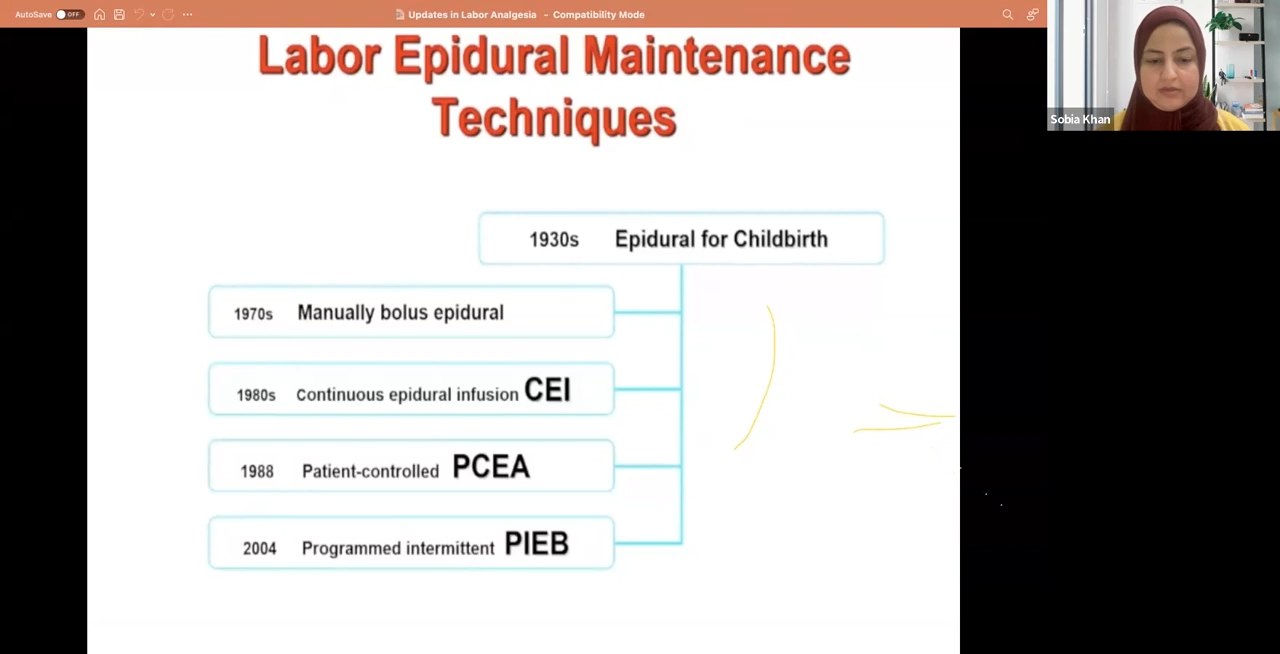 AutoSave OFF
Updates in Labor Analgesia - Compatibility Mode
Labor Epidural Maintenance
Techniques
1930s Epidural for Childbirth
1970s Manually bolus epidural
1980s Continuous epidural infusion CEI
1988 Patient-controlled PCEA
2004 Programmed intermittent PIEB
Sobia Khan